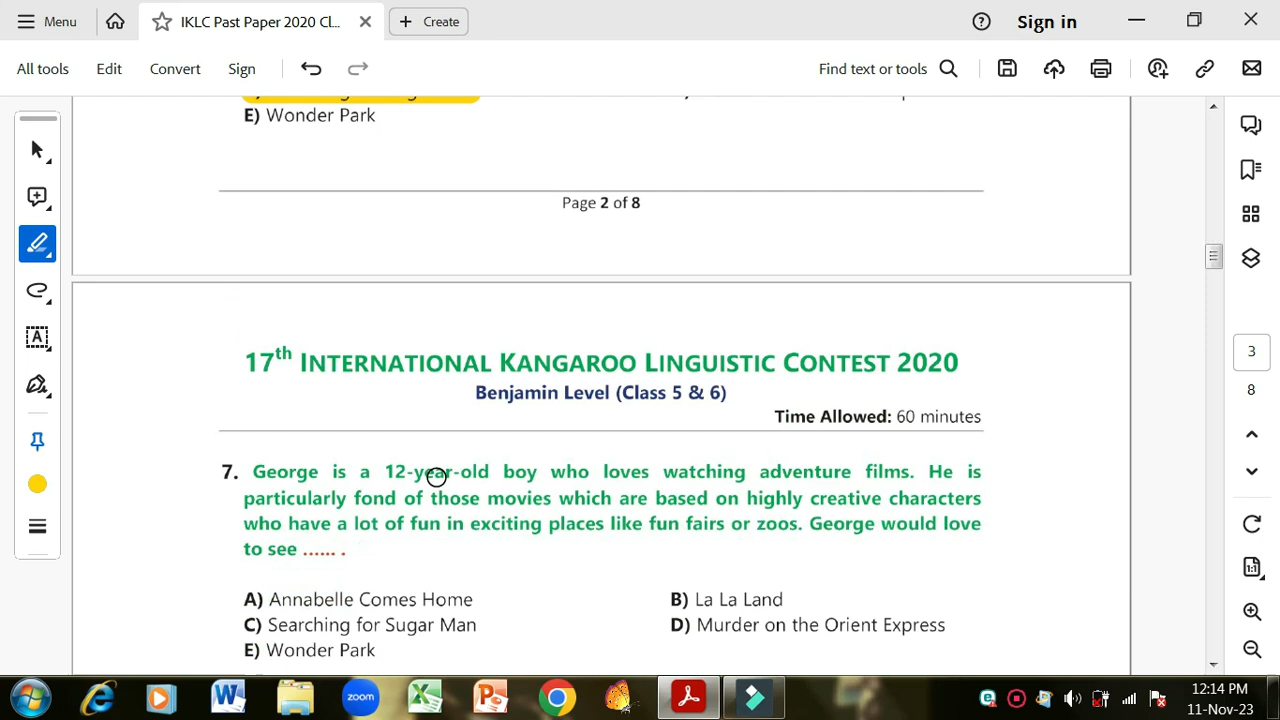 Menu
IKLC Past Paper 2020 Cl...
Create
Sign in
All tools
Edit
Convert
Sign
Find text or tools
E) Wonder Park
Page 2 of 8
17th INTERNATIONAL KANGAROO LINGUISTIC CONTEST 2020
Benjamin Level (Class 5 & 6)
Time Allowed: 60 minutes
7. George is a 12-year-old boy who loves watching adventure films. He is
particularly fond of those movies which are based on highly creative characters
who have a lot of fun in exciting places like fun fairs or zoos. George would love
to see ...... .
A) Annabelle Comes Home
B) La La Land
C) Searching for Sugar Man
D) Murder on the Orient Express
E) Wonder Park
3
8
1:1
zoom
12:14 PM
11-Nov-23